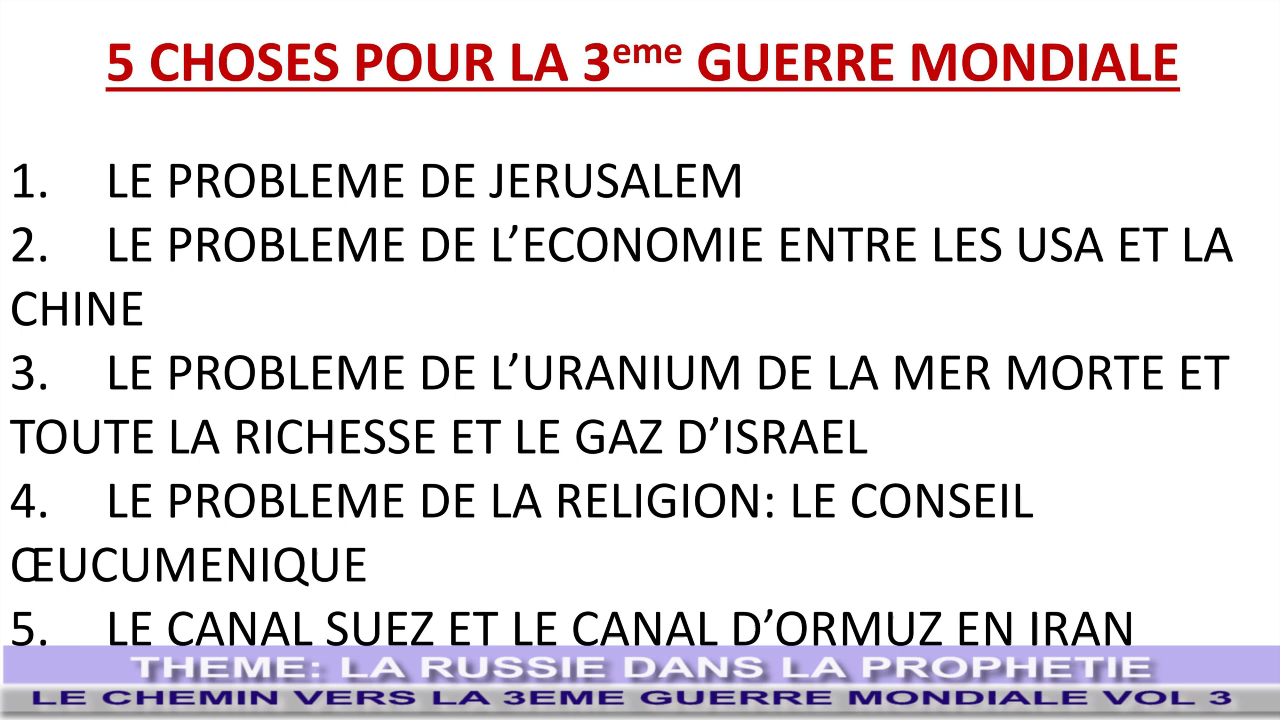 5 CHOSES POUR LA 3eme GUERRE MONDIALE
1. LE PROBLEME DE JERUSALEM
2. LE PROBLEME DE L’ECONOMIE ENTRE LES USA ET LA
CHINE
3. LE PROBLEME DE L’URANIUM DE LA MER MORTE ET
TOUTE LA RICHESSE ET LE GAZ D’ISRAEL
4. LE PROBLEME DE LA RELIGION: LE CONSEIL
ŒUCUMENIQUE
5. LE CANAL SUEZ ET LE CANAL D’ORMUZ EN IRAN
THEME: LA RUSSIE DANS LA PROPHETIE
LE CHEMIN VERS LA 3EME GUERRE MONDIALE VOL 3